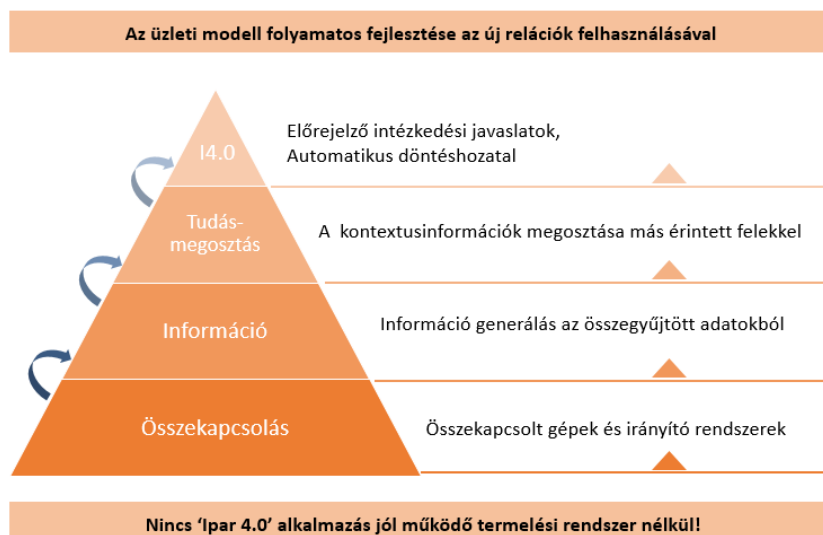 Az üzleti modell folyamatos fejlesztése az új relációk felhasználásával
I4.0
Előrejelző intézkedési javaslatok,
Automatikus döntéshozatal
Tudás-
megosztás
A kontextusinformációk megosztása más érintett felekkel
Információ
Információ generálás az összegyűjtött adatokból
Összekapcsolás
Összekapcsolt gépek és irányító rendszerek
Nincs ‘Ipar 4.0’ alkalmazás jól működő termelési rendszer nélkül!